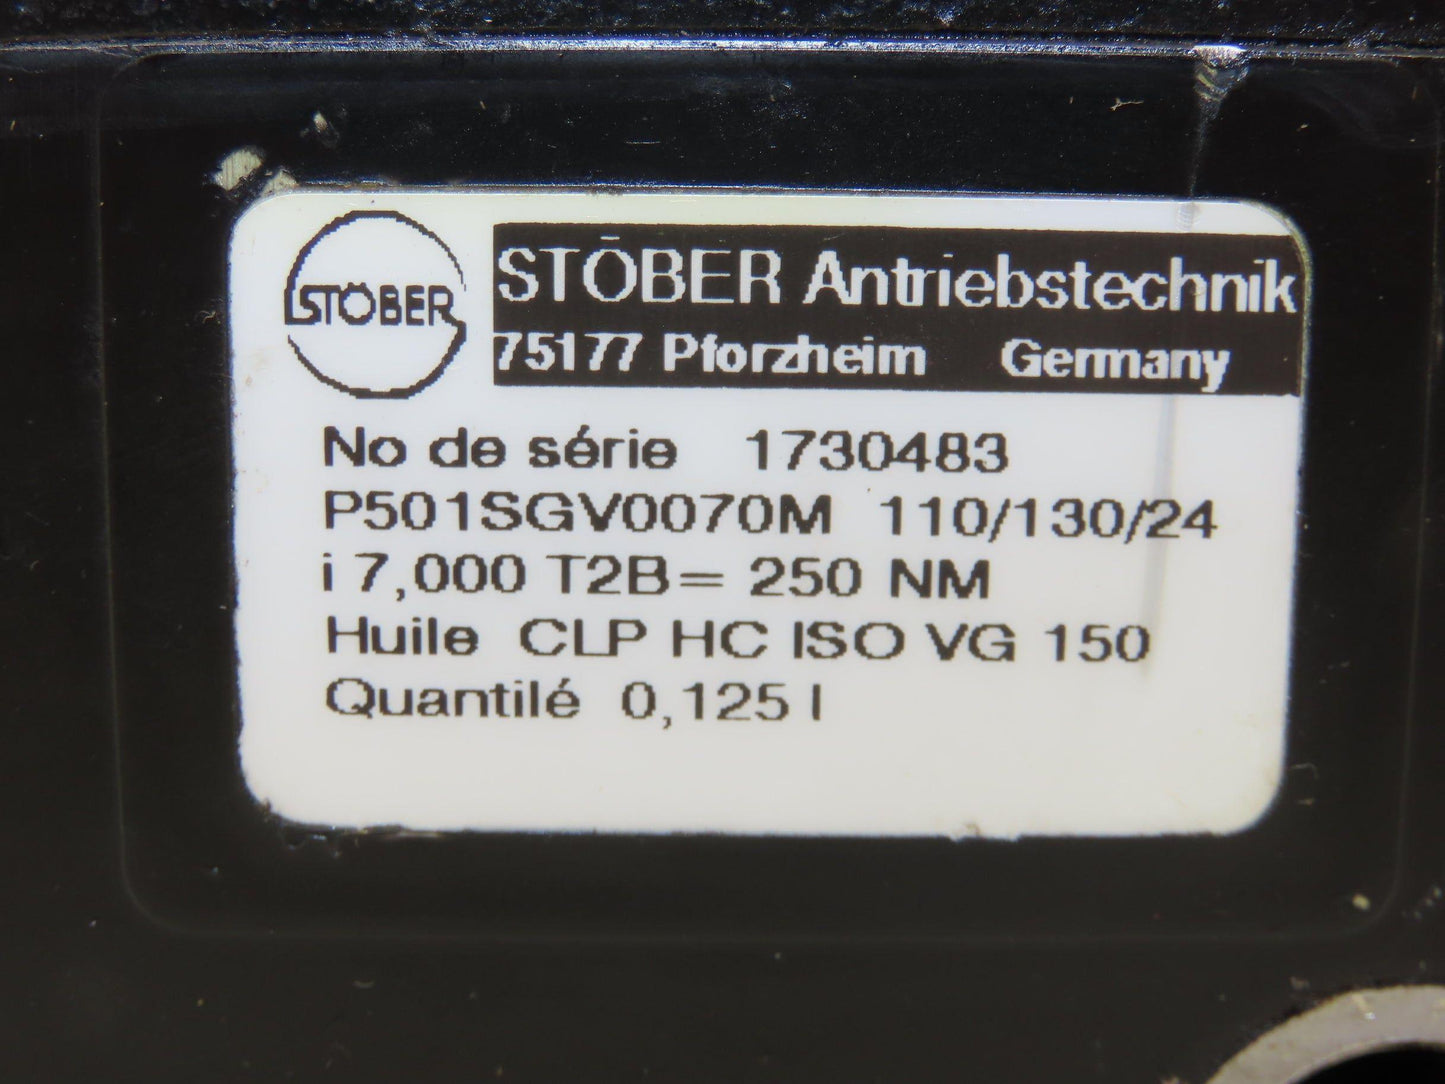 STÖBER
STÖBER Antriebstechnik
75177 Pforzheim Germany
No de série 1730483
P501SGV0070M 110/130/24
i 7,000 T2B= 250 NM
Huile CLP HC ISO VG 150
Quantilé 0,125 l